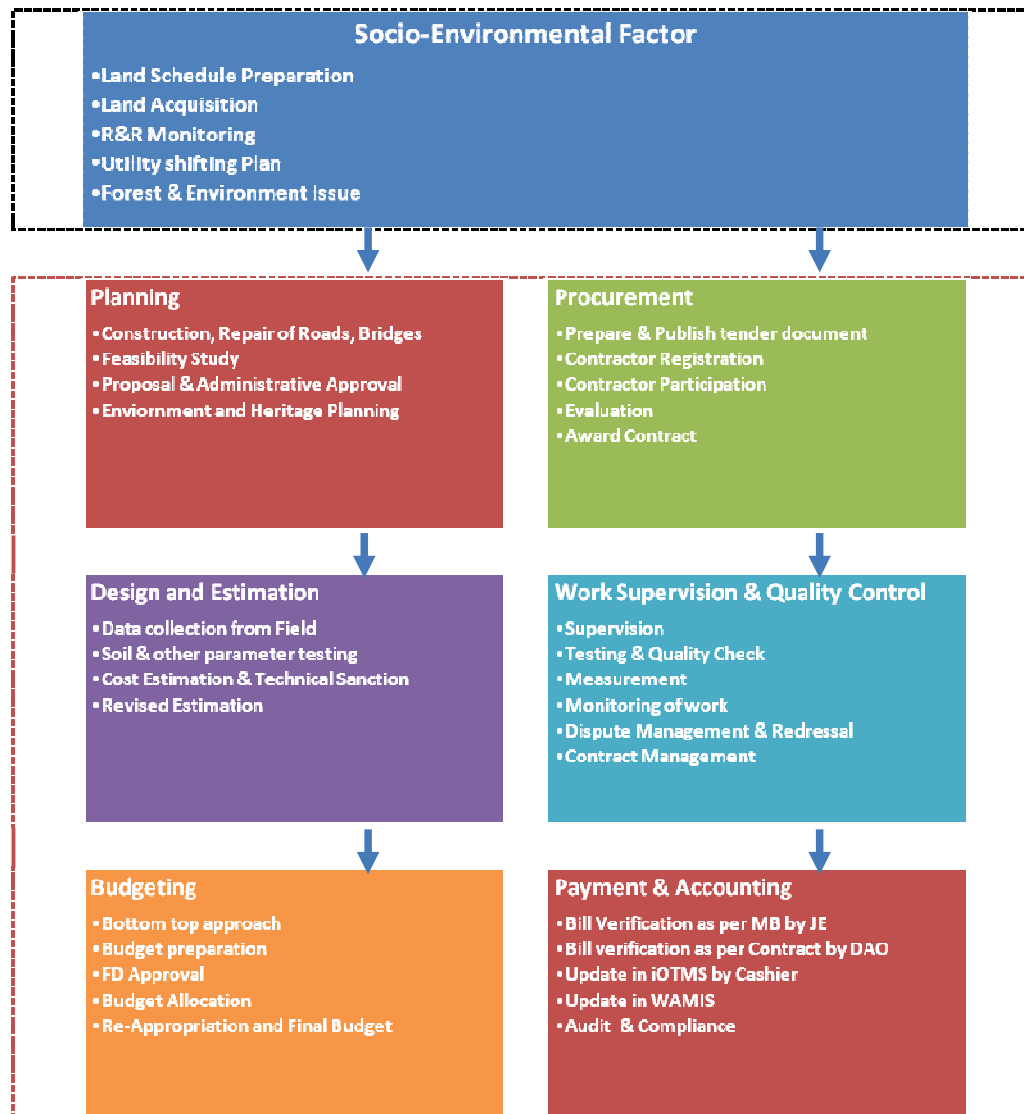 Socio-Environmental Factor
•Land Schedule Preparation
•Land Acquisition
•R&R Monitoring
•Utility shifting Plan
•Forest & Environment Issue
Planning
•Construction, Repair of Roads, Bridges
•Feasibility Study
•Proposal & Administrative Approval
•Enviornment and Heritage Planning
Procurement
•Prepare & Publish tender document
•Contractor Registration
•Contractor Participation
•Evaluation
•Award Contract
Design and Estimation
•Data collection from Field
•Soil & other parameter testing
•Cost Estimation & Technical Sanction
•Revised Estimation
Work Supervision & Quality Control
•Supervision
•Testing & Quality Check
•Measurement
•Monitoring of work
•Dispute Management & Redressal
•Contract Management
Budgeting
•Bottom top approach
•Budget preparation
•FD Approval
•Budget Allocation
•Re-Appropriation and Final Budget
Payment & Accounting
•Bill Verification as per MB by JE
•Bill verification as per Contract by DAO
•Update in iOTMS by Cashier
•Update in WAMIS
•Audit & Compliance